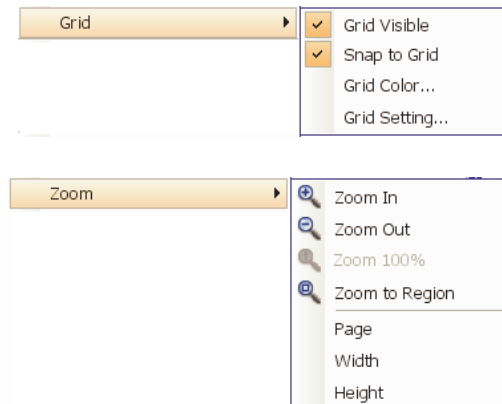 Grid
Grid Visible
Snap to Grid
Grid Color...
Grid Setting...
Zoom
Zoom In
Zoom Out
Zoom 100%
Zoom to Region
Page
Width
Height